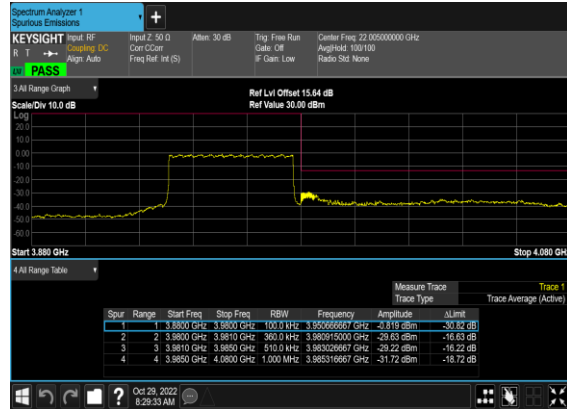 Spectrum Analyzer 1
Spurious Emissions
+
KEYSIGHT Input: RF Input Z: 50 Ω Atten: 30 dB Trig: Free Run Center Freq: 22.005000000 GHz
R T Coupling: DC Corr CCorr Gate: Off Avg|Hold: 100/100
Align: Auto Freq Ref: Int (S) IF Gain: Low Radio Std: None
LW PASS
3 All Range Graph Ref Lvl Offset 15.64 dB
Scale/Div 10.0 dB Ref Value 30.00 dBm
Log
20.0
10.0
0.00
-10.0
-20.0
-30.0
-40.0
-50.0
-60.0
Start 3.880 GHz Stop 4.080 GH
4 All Range Table
Measure Trace Trace 1
Trace Type Trace Average (Active)
Spur Range Start Freq Stop Freq RBW Frequency Amplitude ΔLimit
1 1 3.8800 GHz 3.9800 GHz 100.0 kHz 3.950666667 GHz -0.819 dBm -30.82 dB
2 2 3.9800 GHz 3.9810 GHz 360.0 kHz 3.980915000 GHz -29.63 dBm -16.63 dB
3 3 3.9810 GHz 3.9850 GHz 510.0 kHz 3.983026667 GHz -29.22 dBm -16.22 dB
4 4 3.9850 GHz 4.0800 GHz 1.000 MHz 3.985316667 GHz -31.72 dBm -18.72 dB
? Oct 29, 2022
8:29:33 AM